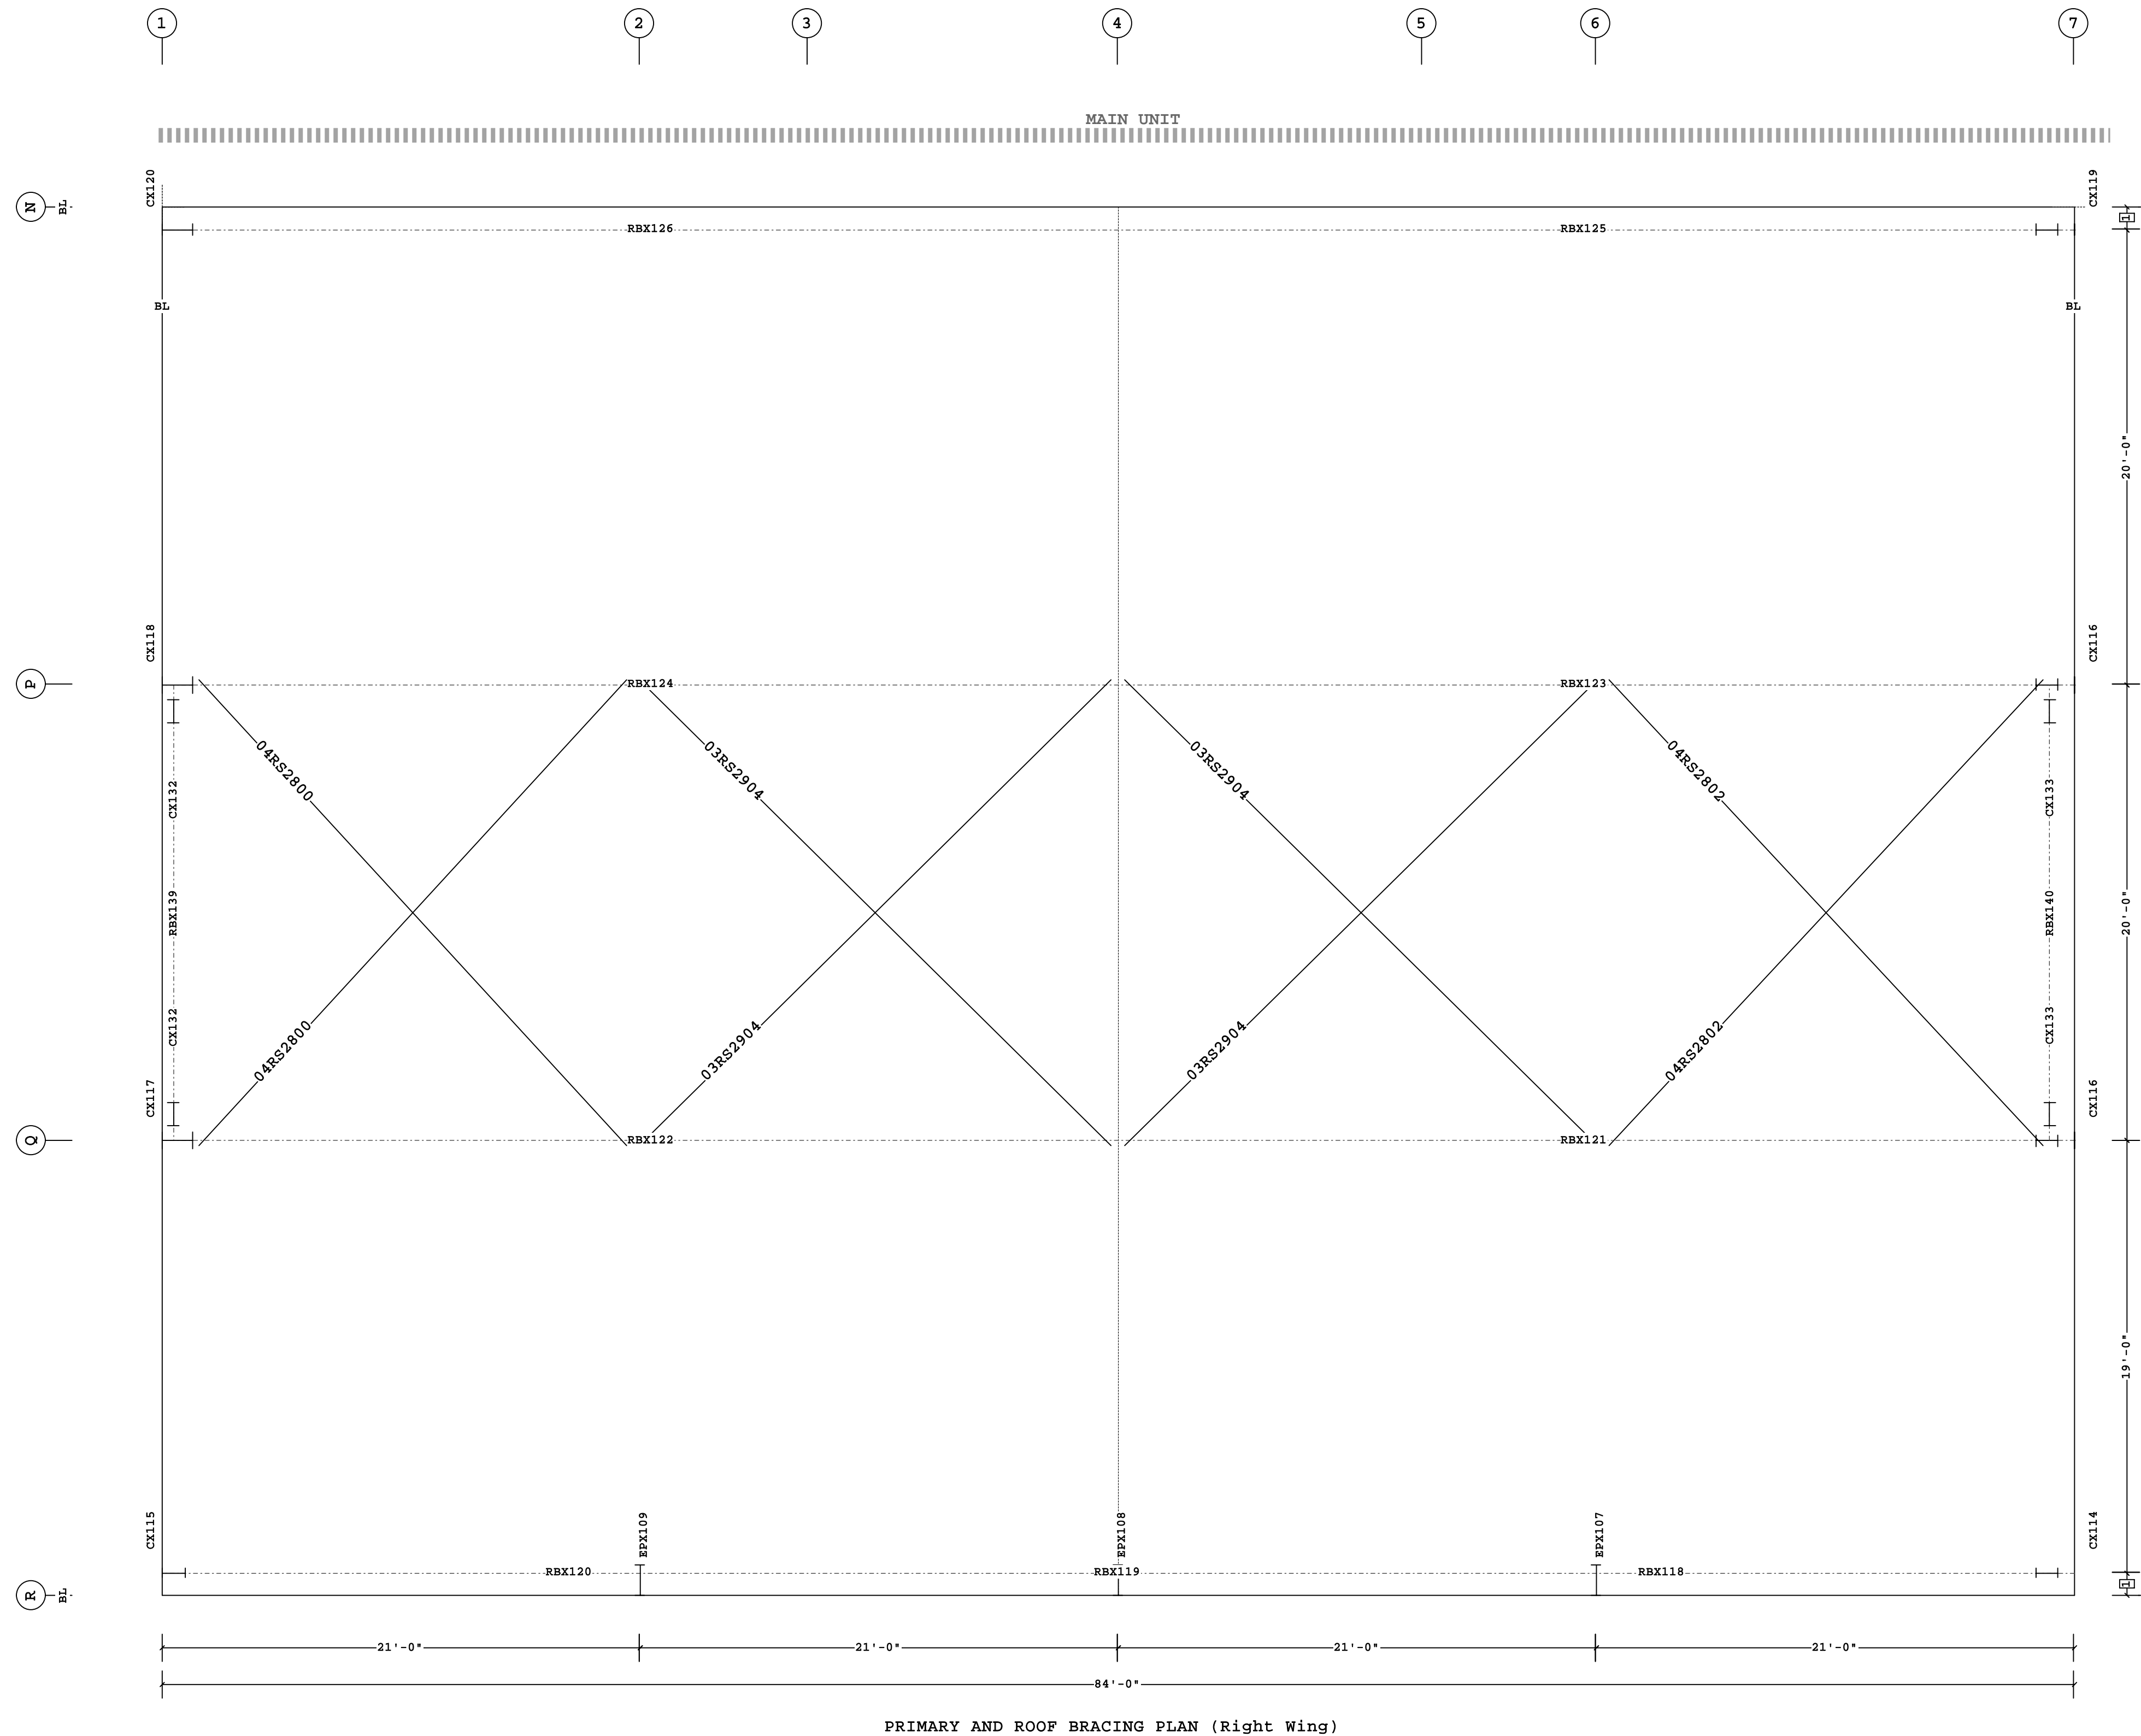 1 2 3 4 5 6 7
MAIN UNIT
CX120 CX119
N BL 1
RBX126 RBX125
BL BL
20'-0"
CX118 CX116
P
RBX124 RBX123
04RS2800 03RS2904 03RS2904 04RS2802
CX132 CX133
RBX139 RBX140 20'-0"
CX132 CX133
04RS2800 03RS2904 03RS2904 04RS2802
CX117 CX116
Q
RBX122 RBX121
19'-0"
CX115 EPX109 EPX108 EPX107 CX114
RBX120 RBX119 RBX118
R BL 1
21'-0" 21'-0" 21'-0" 21'-0"
84'-0"
PRIMARY AND ROOF BRACING PLAN (Right Wing)